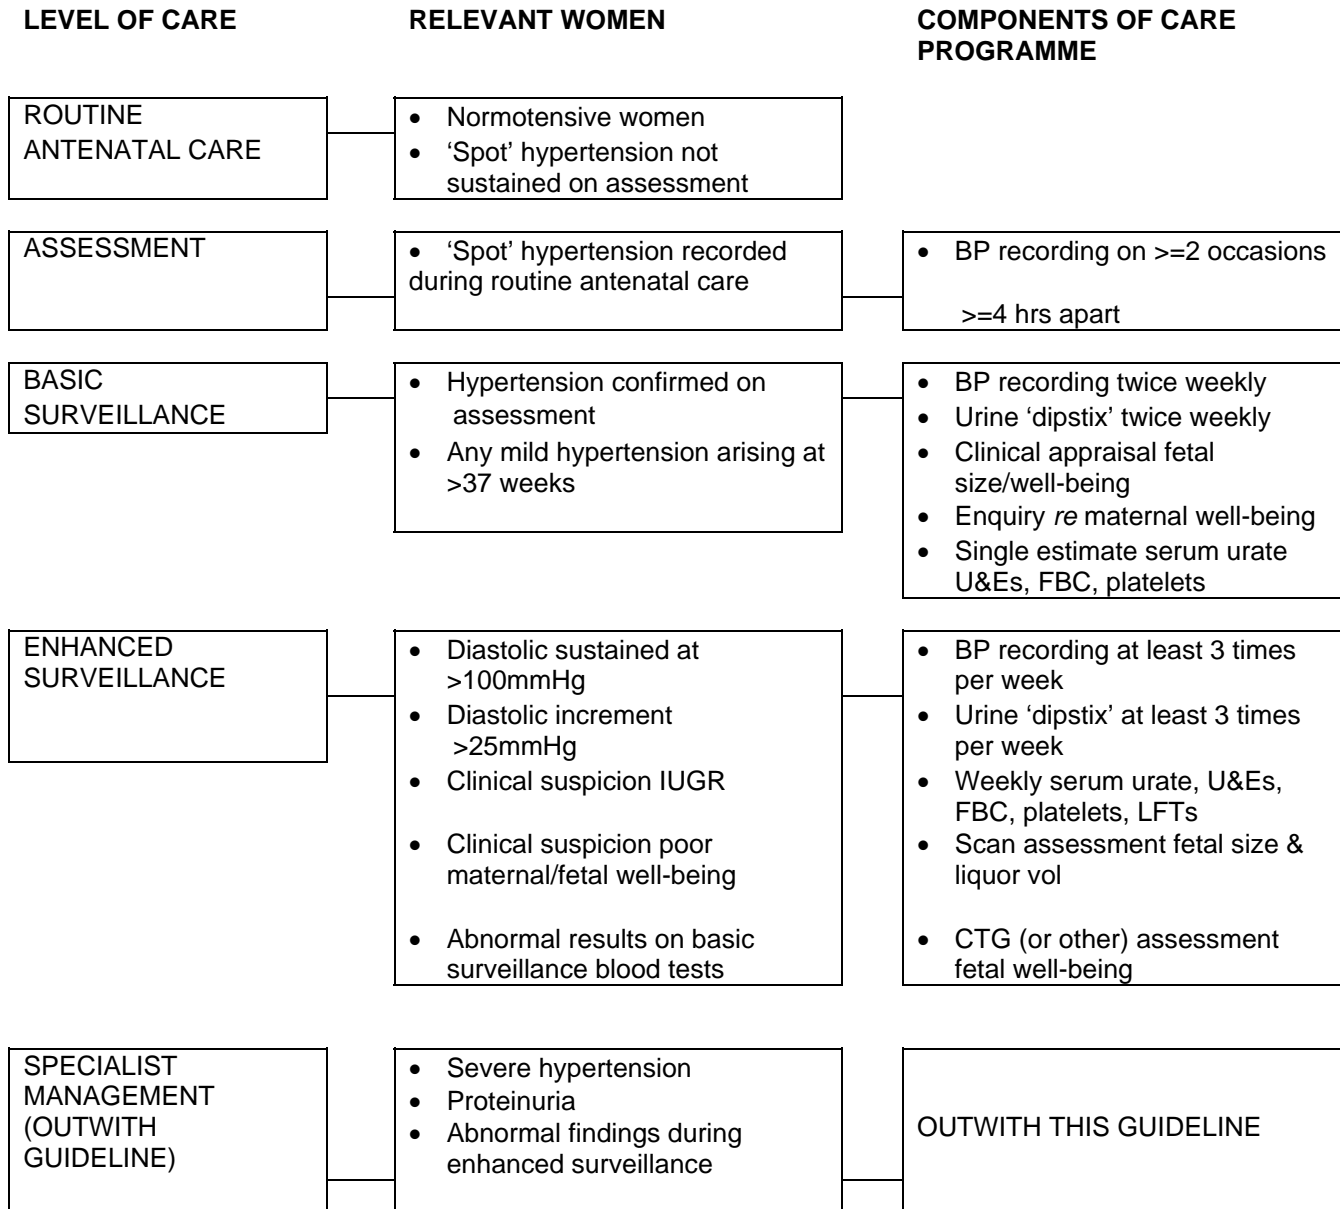 LEVEL OF CARE
RELEVANT WOMEN
COMPONENTS OF CARE
PROGRAMME
ROUTINE
ANTENATAL CARE
• Normotensive women
• ‘Spot’ hypertension not
sustained on assessment
ASSESSMENT
• ‘Spot’ hypertension recorded
during routine antenatal care
• BP recording on >=2 occasions
>=4 hrs apart
BASIC
SURVEILLANCE
• Hypertension confirmed on
assessment
• Any mild hypertension arising at
>37 weeks
• BP recording twice weekly
• Urine ‘dipstix’ twice weekly
• Clinical appraisal fetal
size/well-being
• Enquiry re maternal well-being
• Single estimate serum urate
U&Es, FBC, platelets
ENHANCED
SURVEILLANCE
• Diastolic sustained at
>100mmHg
• Diastolic increment
>25mmHg
• Clinical suspicion IUGR
• Clinical suspicion poor
maternal/fetal well-being
• Abnormal results on basic
surveillance blood tests
• BP recording at least 3 times
per week
• Urine ‘dipstix’ at least 3 times
per week
• Weekly serum urate, U&Es,
FBC, platelets, LFTs
• Scan assessment fetal size &
liquor vol
• CTG (or other) assessment
fetal well-being
SPECIALIST
MANAGEMENT
(OUTWITH
GUIDELINE)
• Severe hypertension
• Proteinuria
• Abnormal findings during
enhanced surveillance
OUTWITH THIS GUIDELINE